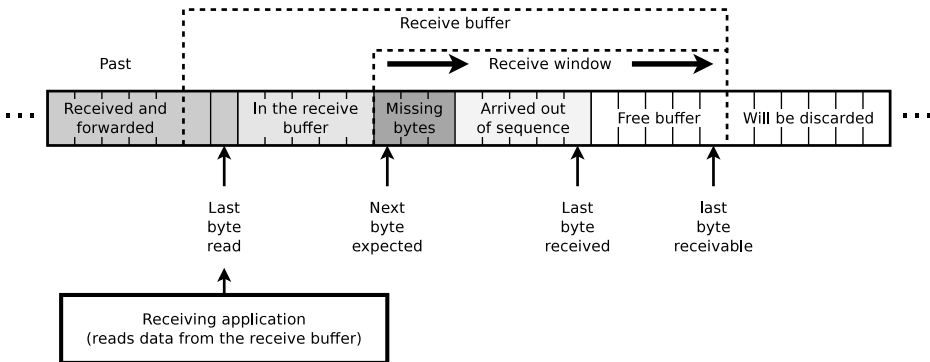 Receive buffer
Past
Receive window
Received and
forwarded
In the receive
buffer
Missing
bytes
Arrived out
of sequence
Free buffer
Will be discarded
Last
byte
read
Next
byte
expected
Last
byte
received
last
byte
receivable
Receiving application
(reads data from the receive buffer)